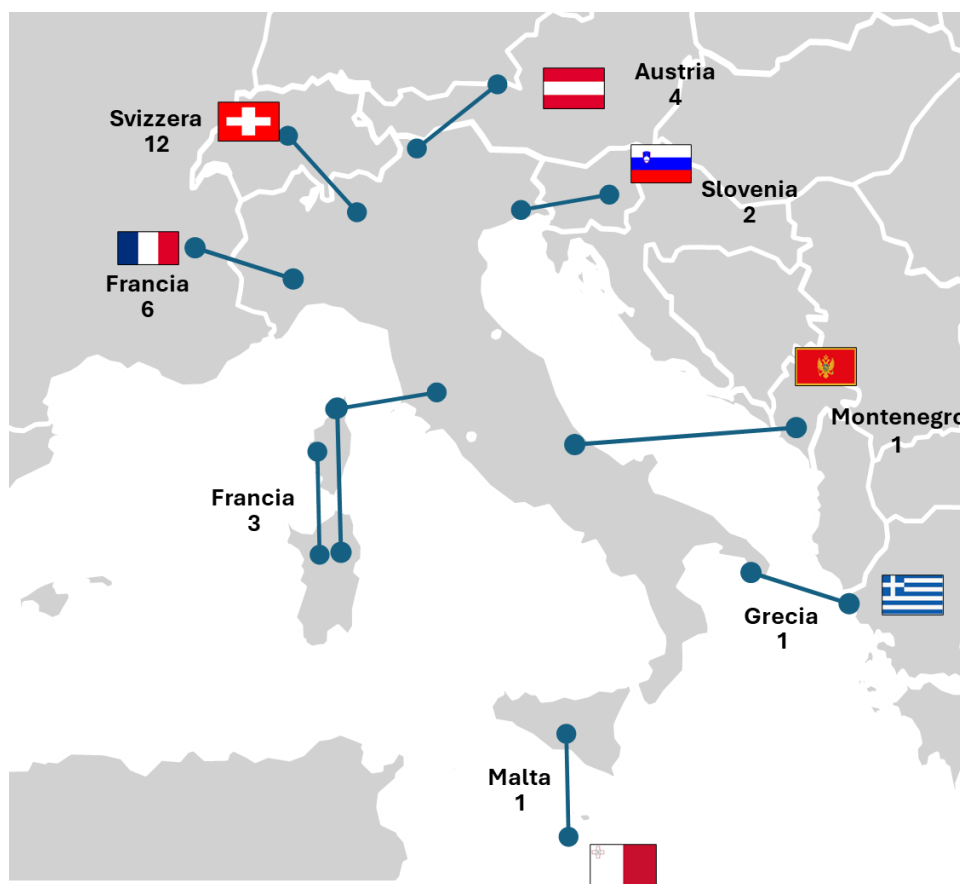 Austria
4
Svizzera
12
Slovenia
2
Francia
6
Montenegro
1
Francia
3
Grecia
1
Malta
1